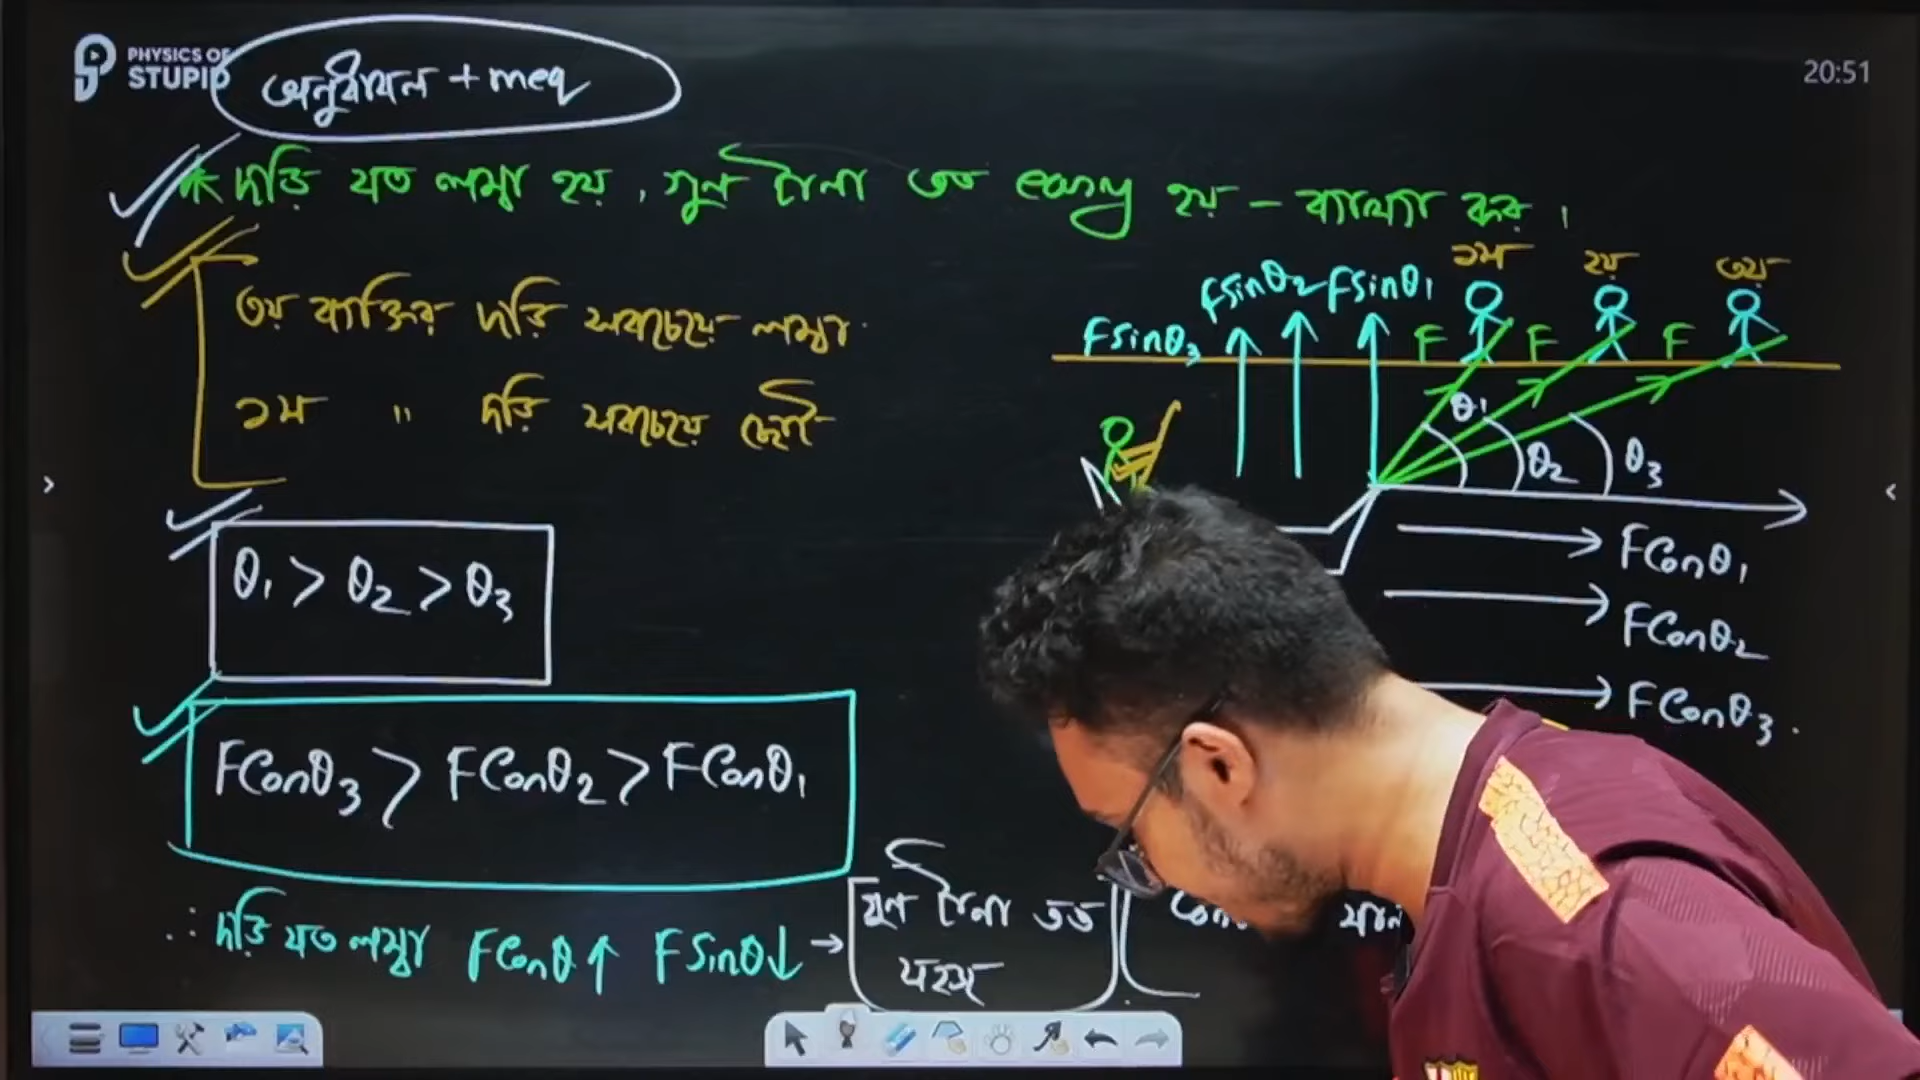 PHYSICS OF
STUPID
20:51
অনুধাবন + mcq
* দড়ি যত লম্বা হয়, গুণ টানা তত easy হয় – ব্যাখ্যা কর।
৩য় ব্যক্তির দড়ি সবচেয়ে লম্বা
১ম " দড়ি সবচেয়ে ছোট
১ম ২য় ৩য়
Fsinθ₃ Fsinθ₂ Fsinθ₁
F F F
θ₁ θ₂ θ₃
FCosθ₁
FCosθ₂
FCosθ₃
θ₁ > θ₂ > θ₃
FCosθ₃ > FCosθ₂ > FCosθ₁
∴ দড়ি যত লম্বা FCosθ↑ FSinθ↓ → গুণ টানা তত
সহজ